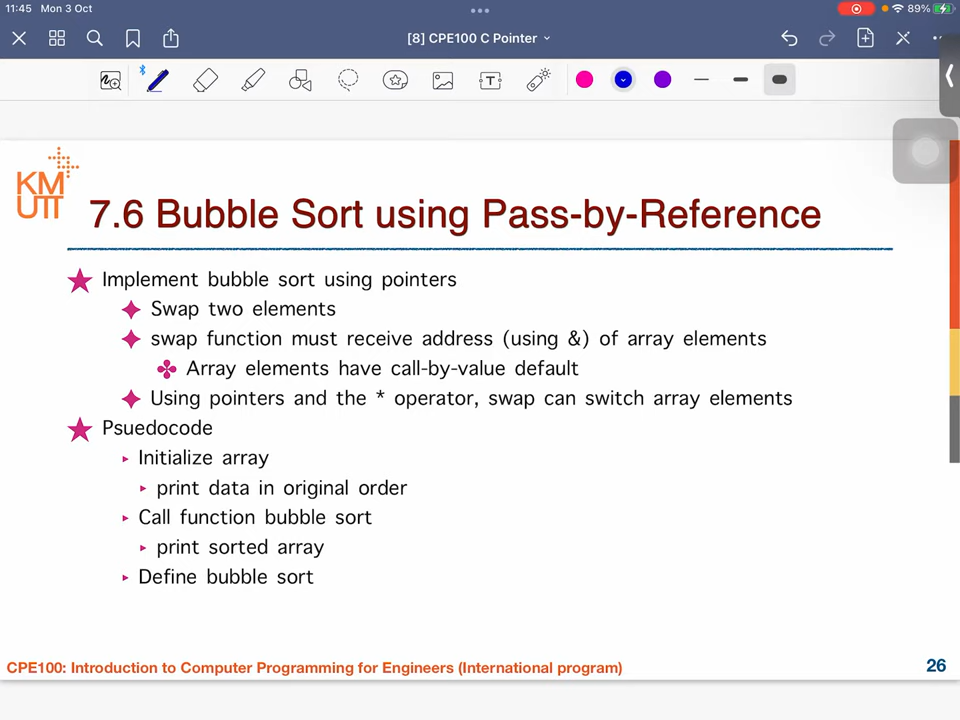 11:45 Mon 3 Oct
89%
[8] CPE100 C Pointer
T
KM
UTT
7.6 Bubble Sort using Pass-by-Reference
Implement bubble sort using pointers
Swap two elements
swap function must receive address (using &) of array elements
Array elements have call-by-value default
Using pointers and the * operator, swap can switch array elements
Psuedocode
Initialize array
print data in original order
Call function bubble sort
print sorted array
Define bubble sort
CPE100: Introduction to Computer Programming for Engineers (International program)
26